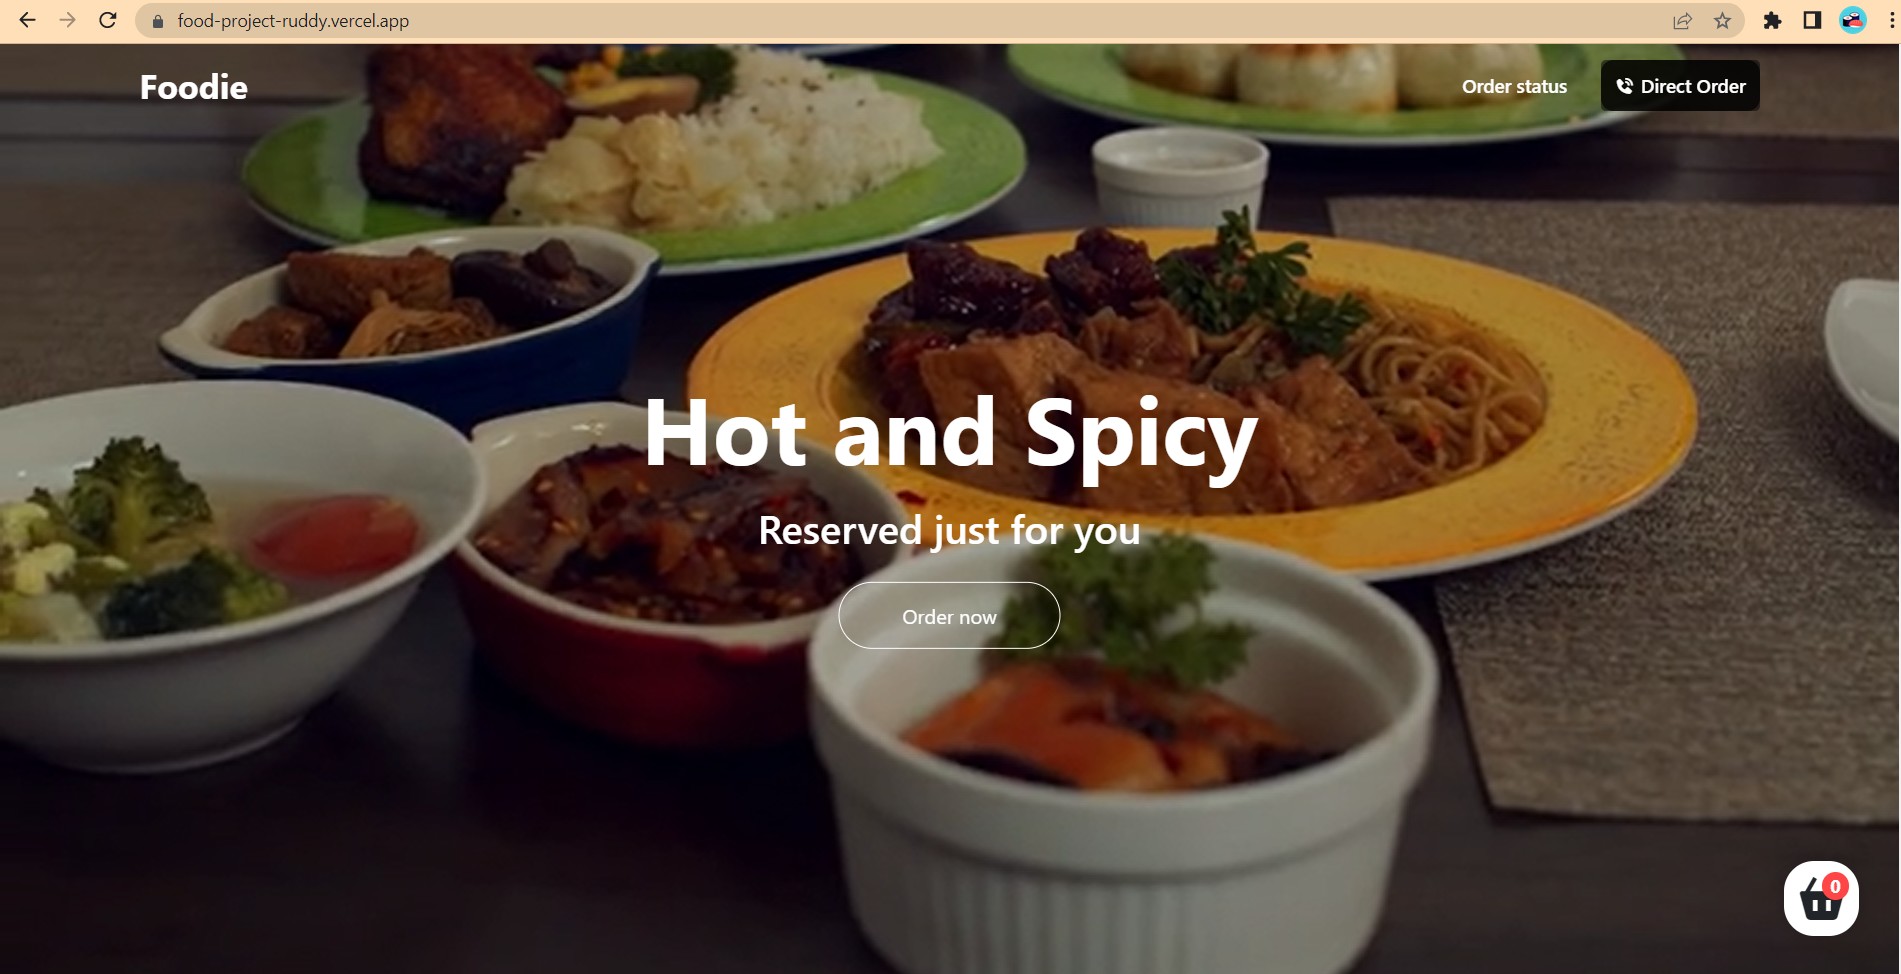 food-project-ruddy.vercel.app
Foodie
Order status
Direct Order
Hot and Spicy
Reserved just for you
Order now
0